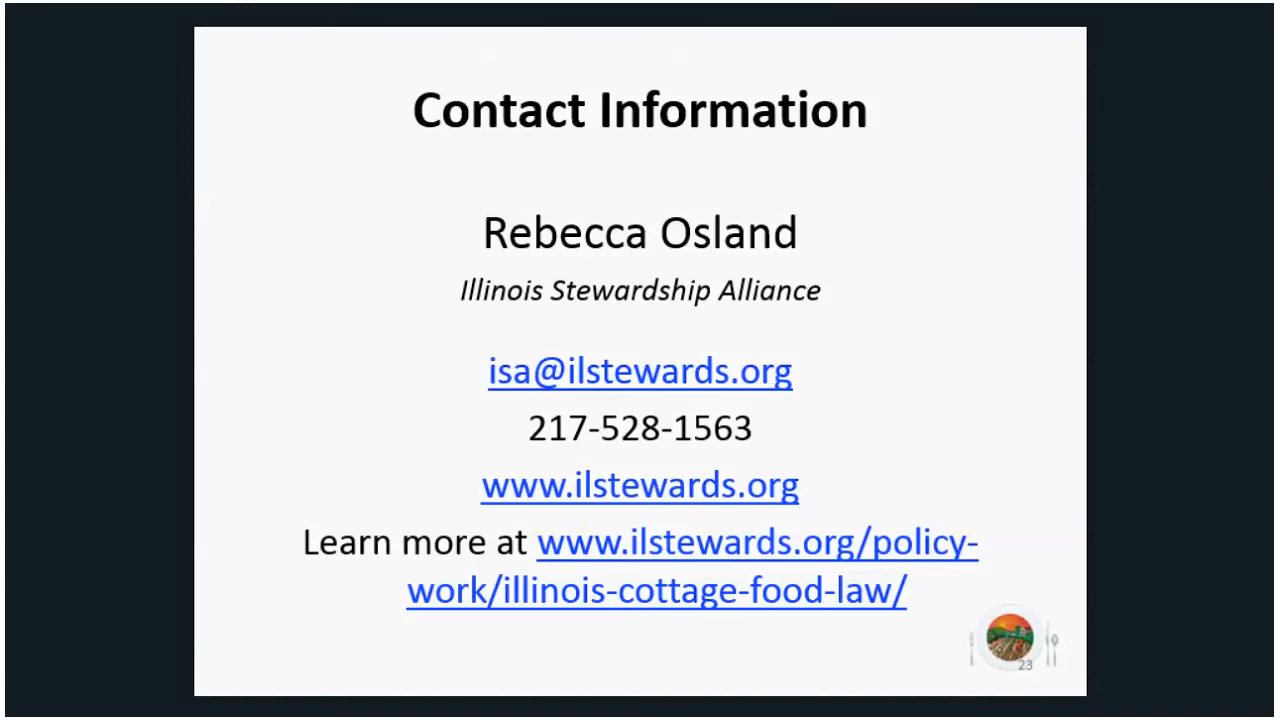 Contact Information
Rebecca Osland
Illinois Stewardship Alliance
isa@ilstewards.org
217-528-1563
www.ilstewards.org
Learn more at www.ilstewards.org/policy-
work/illinois-cottage-food-law/
23